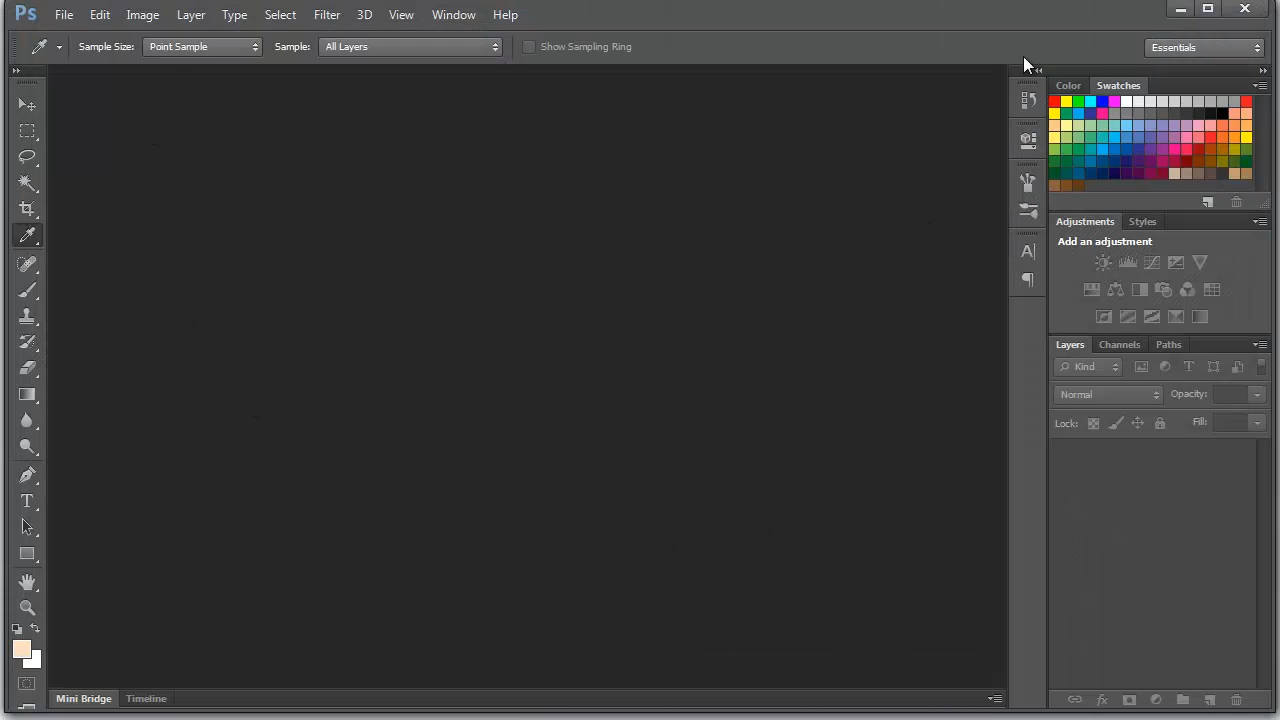 Ps File Edit Image Layer Type Select Filter 3D View Window Help
Sample Size: Point Sample Sample: All Layers Show Sampling Ring Essentials
Color Swatches
Adjustments Styles
Add an adjustment
Layers Channels Paths
Kind T
Normal Opacity:
Lock: Fill:
fx
A
T
Mini Bridge Timeline